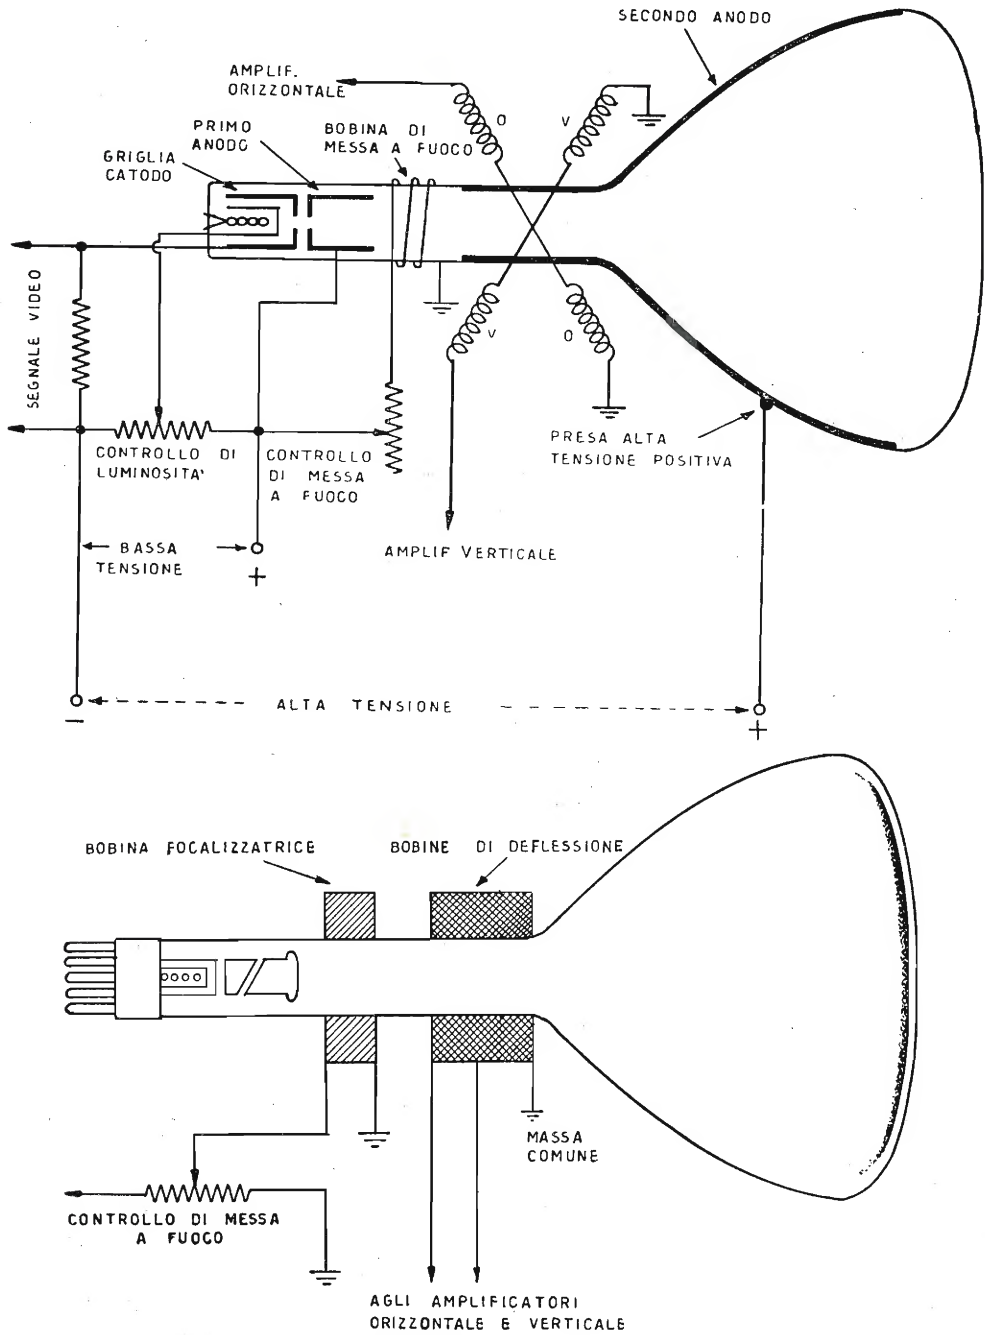 SECONDO ANODO
AMPLIF.
ORIZZONTALE
PRIMO
ANODO
BOBINA DI
MESSA A FUOCO
GRIGLIA
CATODO
O
V
SEGNALE VIDEO
V
O
CONTROLLO DI
LUMINOSITA'
CONTROLLO
DI MESSA
A FUOCO
PRESA ALTA
TENSIONE POSITIVA
BASSA
TENSIONE
+
AMPLIF VERTICALE
−
ALTA TENSIONE
+
BOBINA FOCALIZZATRICE
BOBINE DI DEFLESSIONE
MASSA
COMUNE
CONTROLLO DI MESSA
A FUOCO
AGLI AMPLIFICATORI
ORIZZONTALE E VERTICALE